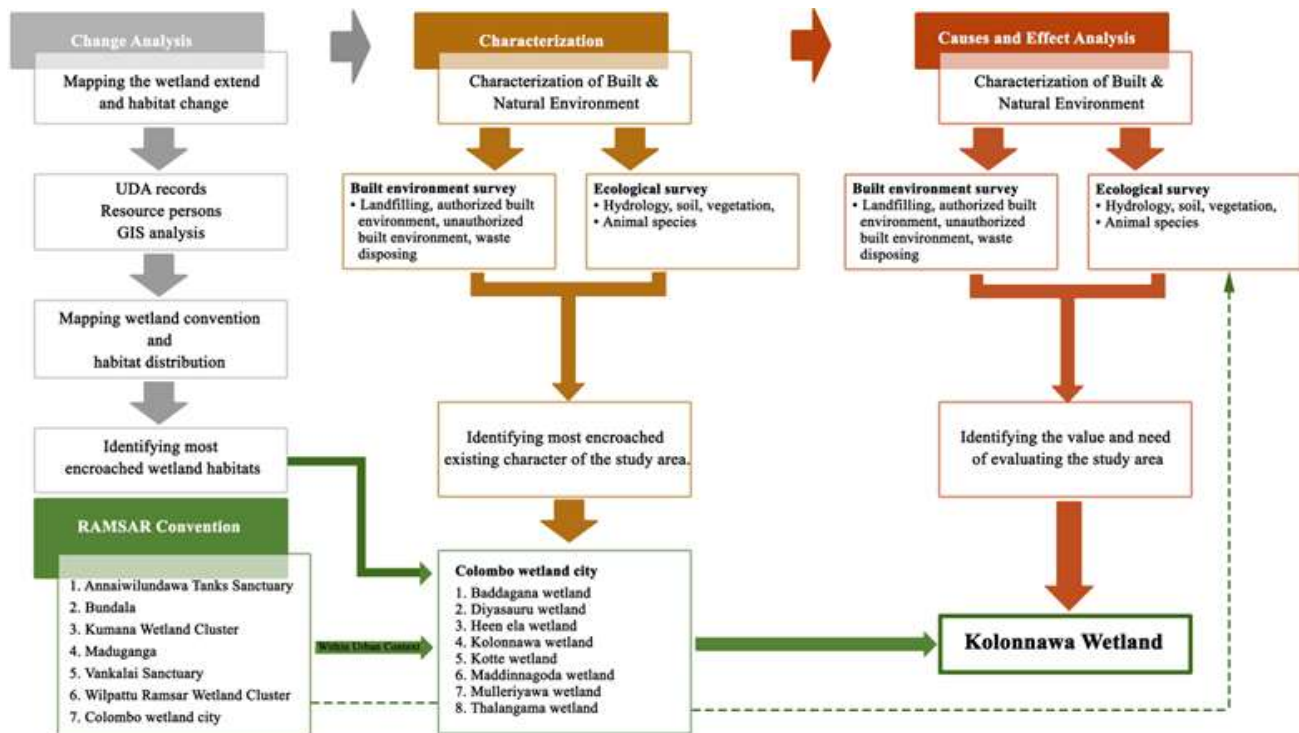 Change Analysis
Mapping the wetland extend
and habitat change
UDA records
Resource persons
GIS analysis
Mapping wetland convention
and
habitat distribution
Identifying most
encroached wetland habitats
RAMSAR Convention
1. Annaiwilundawa Tanks Sanctuary
2. Bundala
3. Kumana Wetland Cluster
4. Maduganga
5. Vankalai Sanctuary
6. Wilpattu Ramsar Wetland Cluster
7. Colombo wetland city
Within Urban Context
Characterization
Characterization of Built &
Natural Environment
Built environment survey
• Landfilling, authorized built
environment, unauthorized
built environment, waste
disposing
Ecological survey
• Hydrology, soil, vegetation,
• Animal species
Identifying most encroached
existing character of the study area.
Colombo wetland city
1. Baddagana wetland
2. Diyasauru wetland
3. Heen ela wetland
4. Kolonnawa wetland
5. Kotte wetland
6. Maddinnagoda wetland
7. Mulleriyawa wetland
8. Thalangama wetland
Causes and Effect Analysis
Characterization of Built &
Natural Environment
Built environment survey
• Landfilling, authorized built
environment, unauthorized
built environment, waste
disposing
Ecological survey
• Hydrology, soil, vegetation,
• Animal species
Identifying the value and need
of evaluating the study area
Kolonnawa Wetland